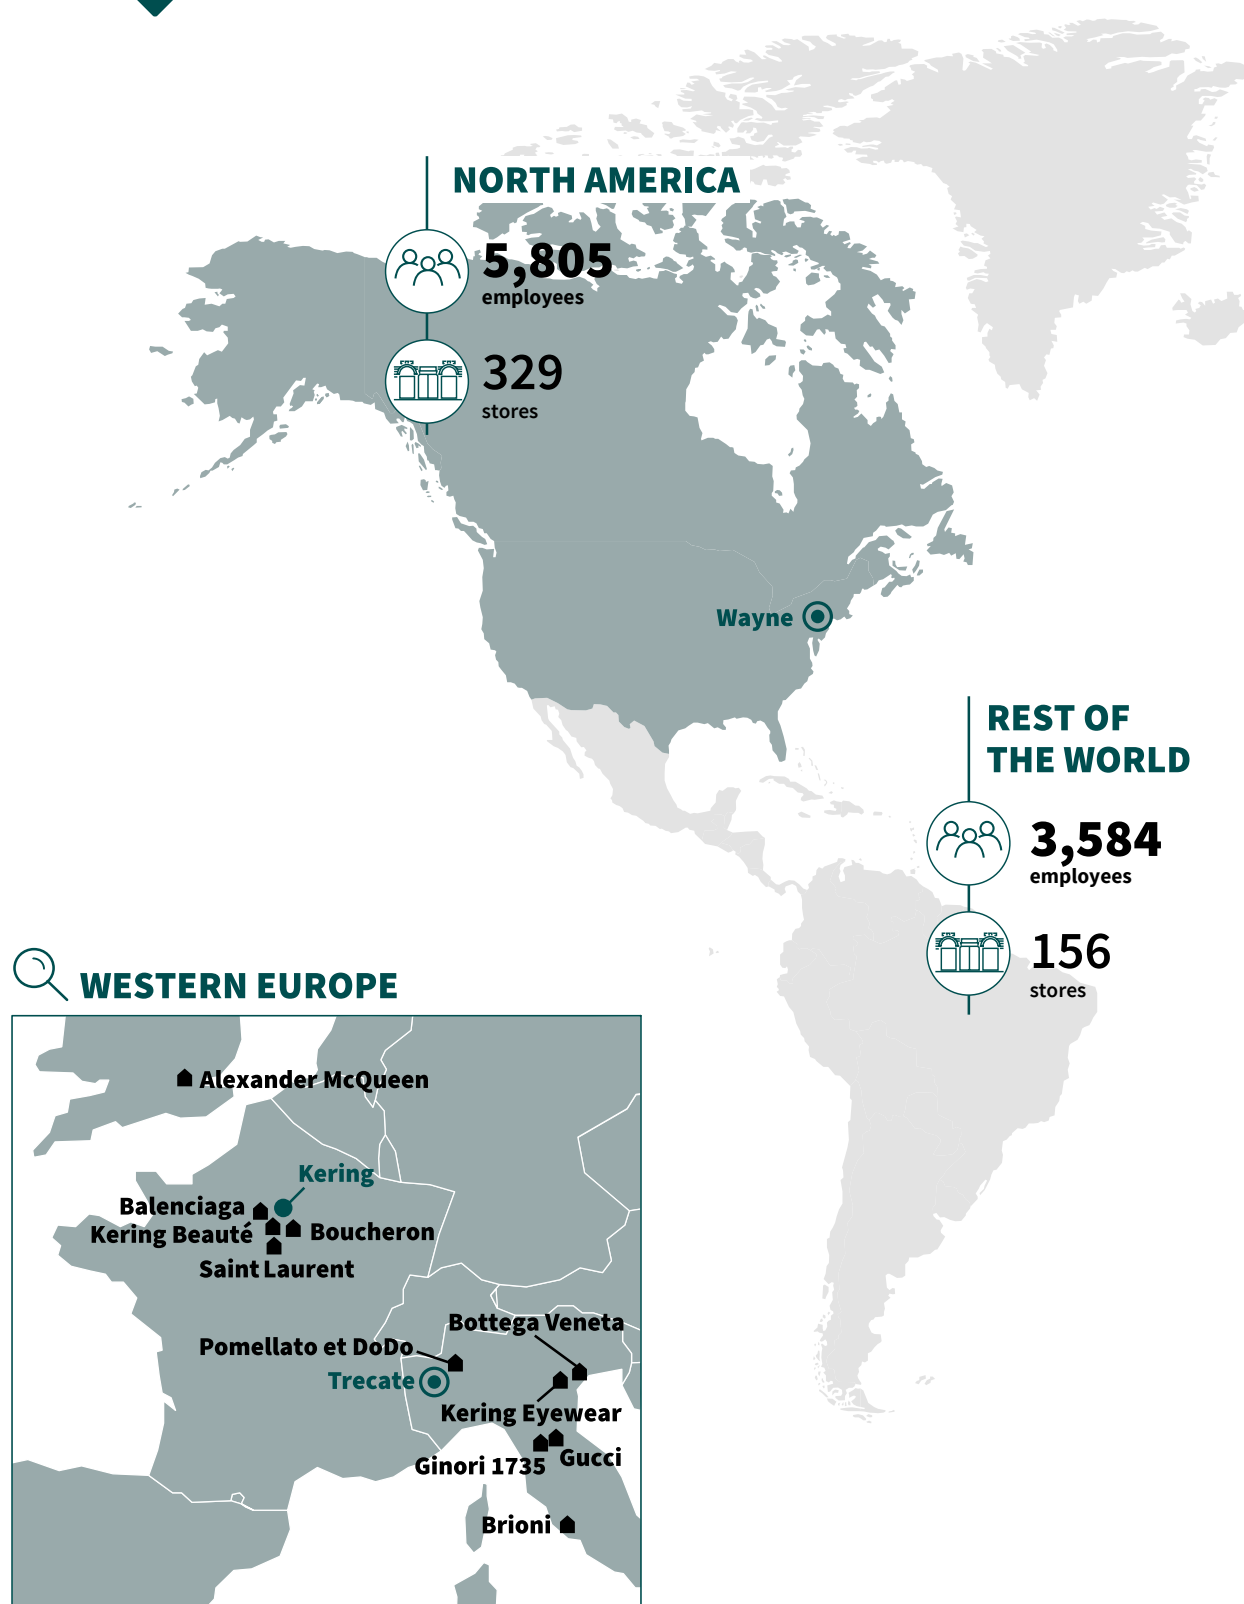 NORTH AMERICA
5,805
employees
329
stores
Wayne
REST OF
THE WORLD
3,584
employees
156
stores
WESTERN EUROPE
Alexander McQueen
Kering
Balenciaga
Kering Beauté
Boucheron
Saint Laurent
Bottega Veneta
Pomellato et DoDo
Trecate
Kering Eyewear
Gucci
Ginori 1735
Brioni